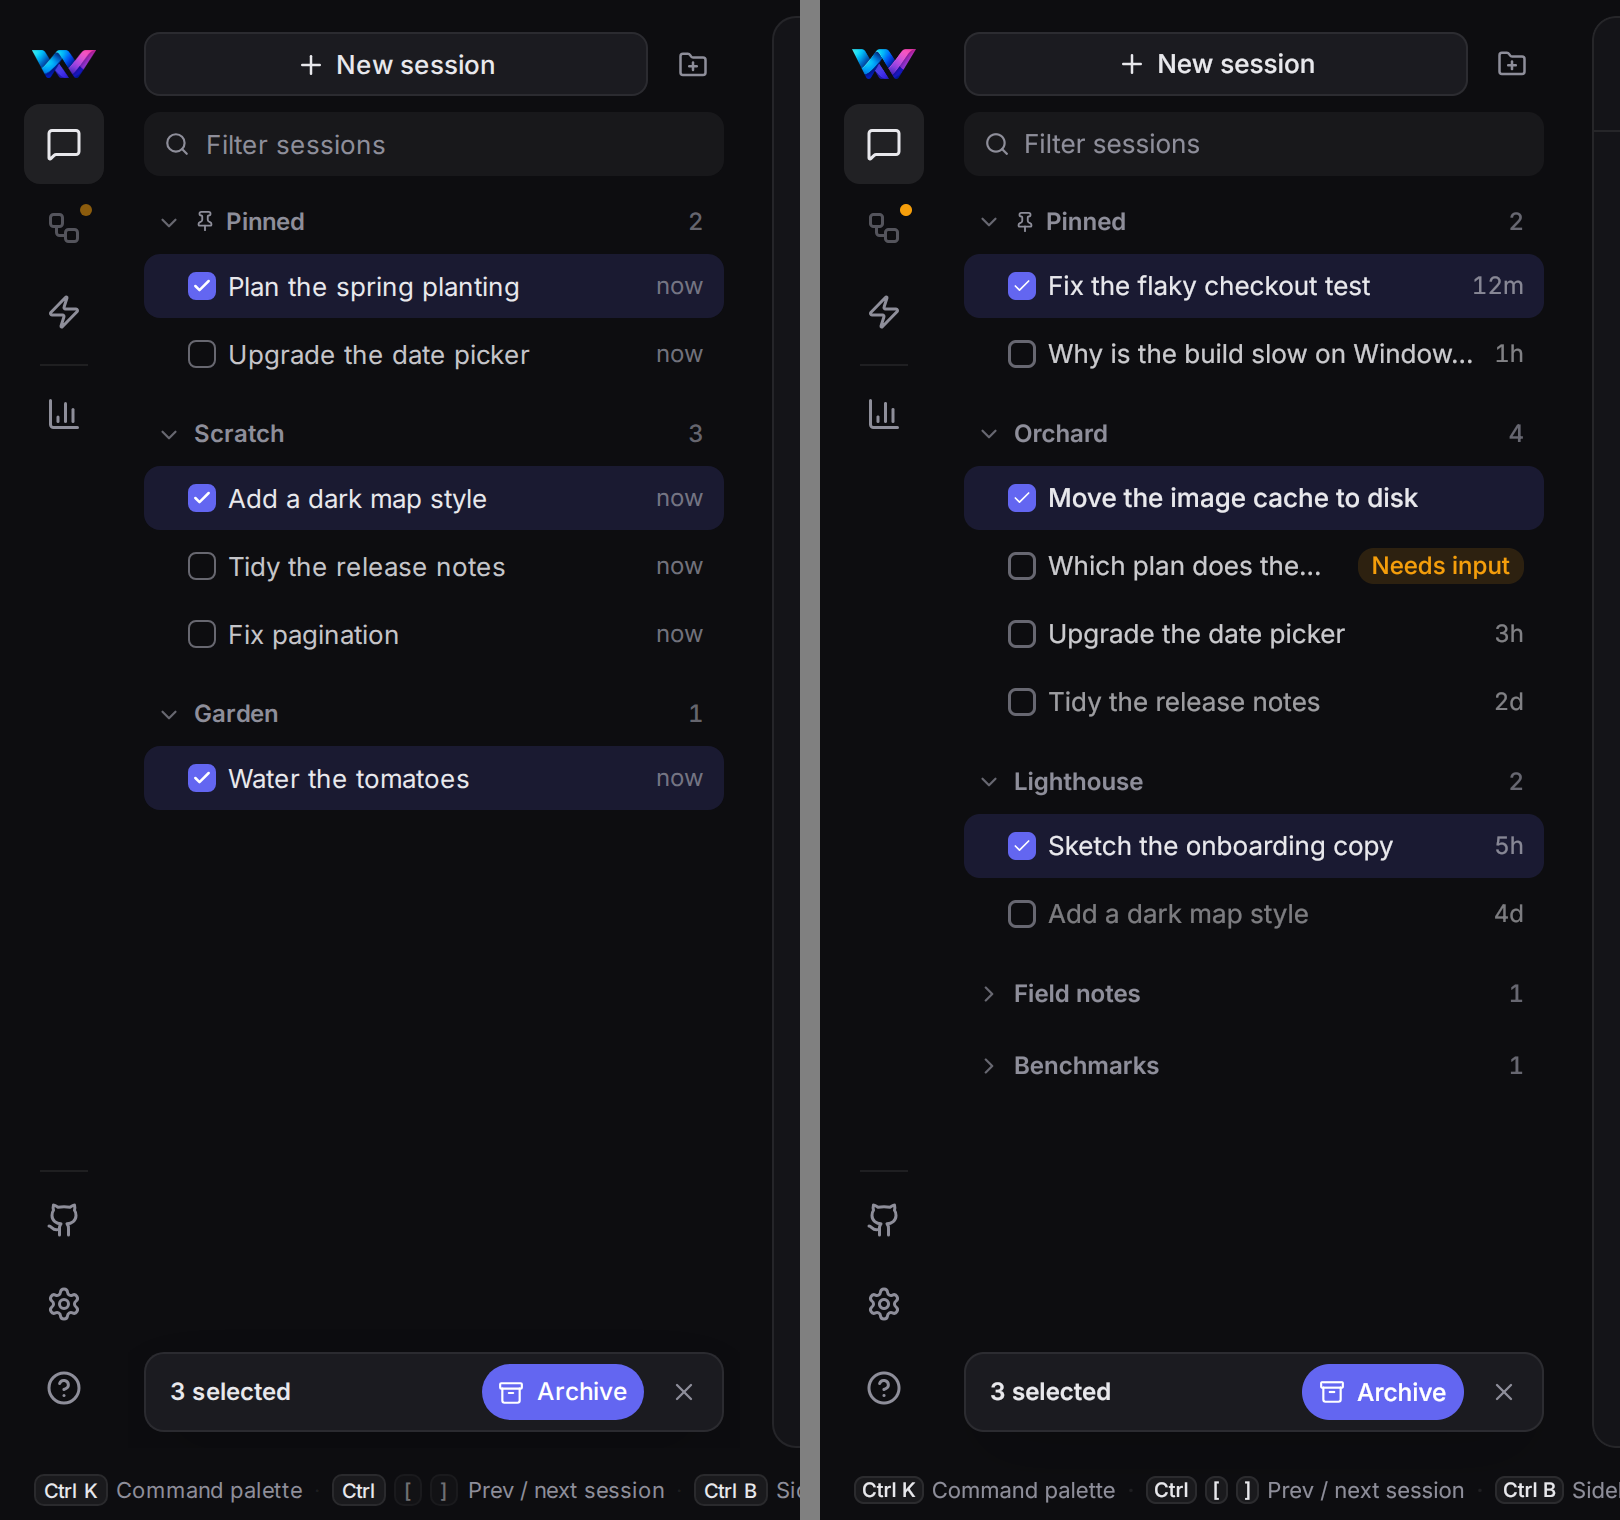 New session
Filter sessions
Pinned 2
Plan the spring planting now
Upgrade the date picker now
Scratch 3
Add a dark map style now
Tidy the release notes now
Fix pagination now
Garden 1
Water the tomatoes now
3 selected Archive
Ctrl K Command palette · Ctrl [ ] Prev / next session · Ctrl B
New session
Filter sessions
Pinned 2
Fix the flaky checkout test 12m
Why is the build slow on Window... 1h
Orchard 4
Move the image cache to disk
Which plan does the... Needs input
Upgrade the date picker 3h
Tidy the release notes 2d
Lighthouse 2
Sketch the onboarding copy 5h
Add a dark map style 4d
Field notes 1
Benchmarks 1
3 selected Archive
Ctrl K Command palette · Ctrl [ ] Prev / next session · Ctrl B